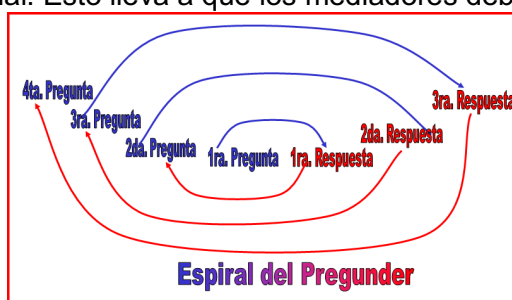 nal. Esto lleva a que los mediadores deb
4ta. Pregunta
3ra. Pregunta
2da. Pregunta
1ra. Pregunta
1ra. Respuesta
2da. Respuesta
3ra. Respuesta
Espiral del Pregunder